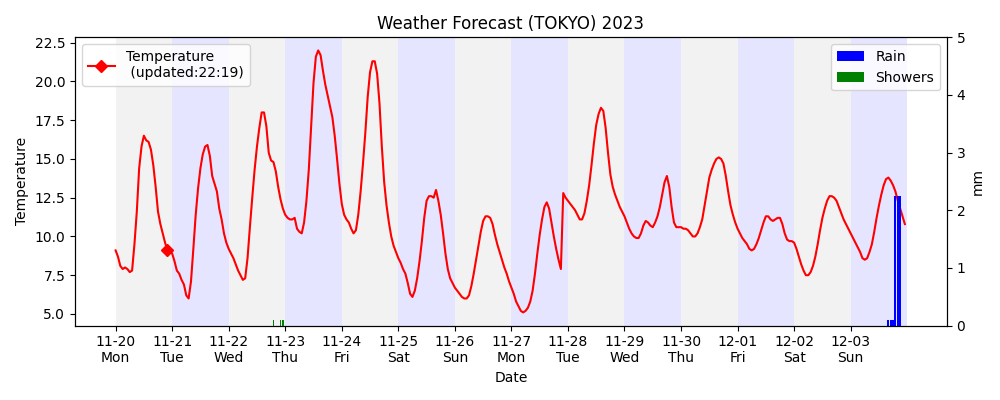 Weather Forecast (TOKYO) 2023
Temperature
(updated:22:19)
Rain
Showers
Temperature
22.5
20.0
17.5
15.0
12.5
10.0
7.5
5.0
5
4
3
2
1
0
mm
11-20 11-21 11-22 11-23 11-24 11-25 11-26 11-27 11-28 11-29 11-30 12-01 12-02 12-03
Mon Tue Wed Thu Fri Sat Sun Mon Tue Wed Thu Fri Sat Sun
Date